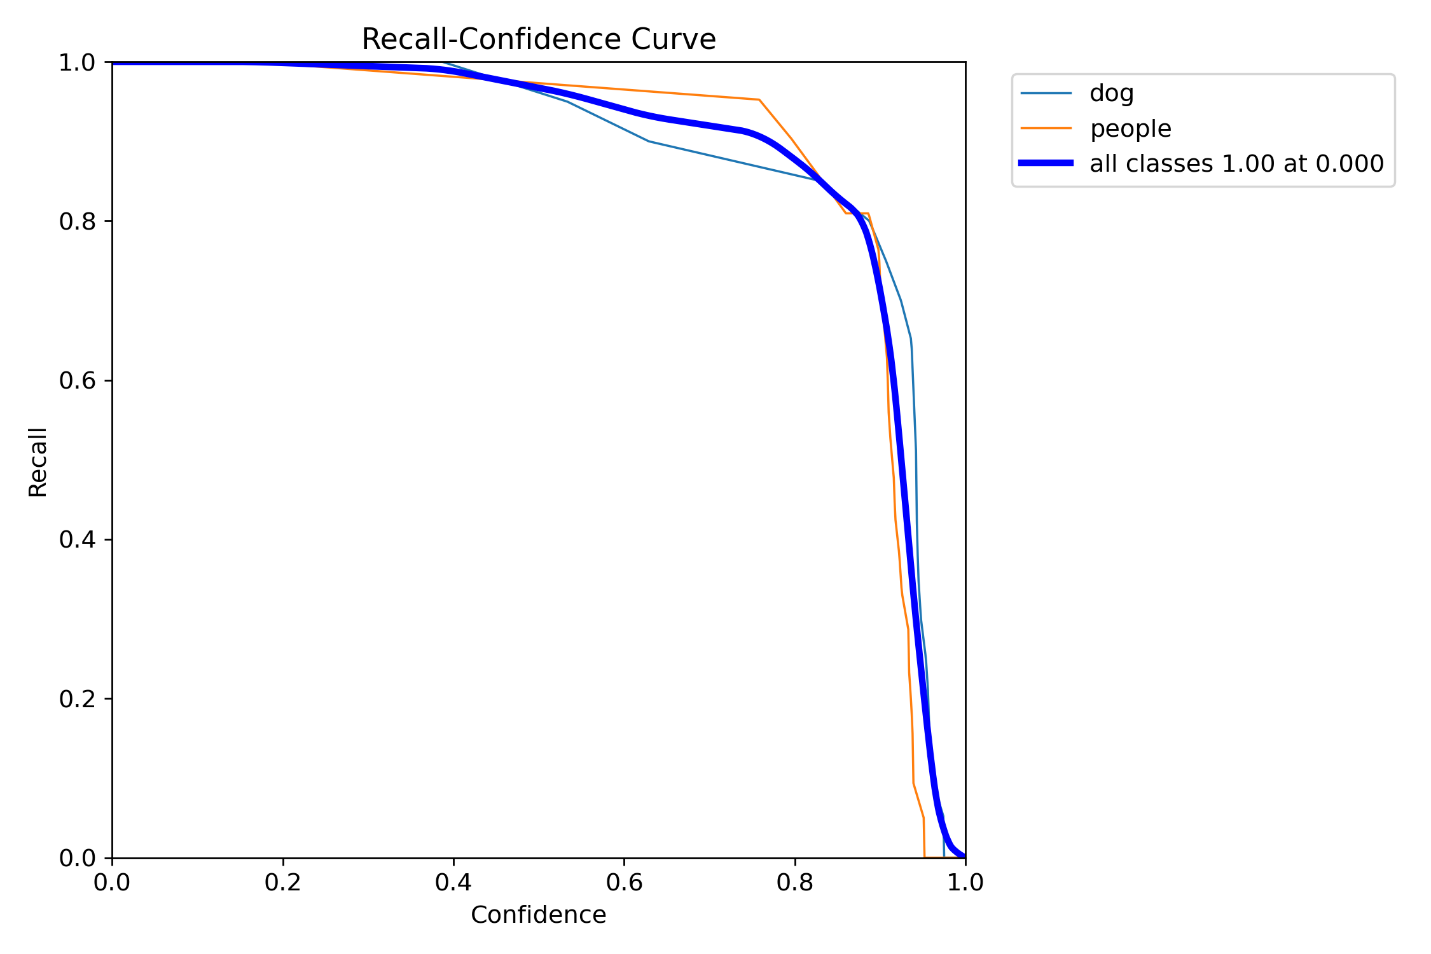 Recall-Confidence Curve
1.0
0.8
0.6
0.4
0.2
0.0
Recall
0.0 0.2 0.4 0.6 0.8 1.0
Confidence
dog
people
all classes 1.00 at 0.000